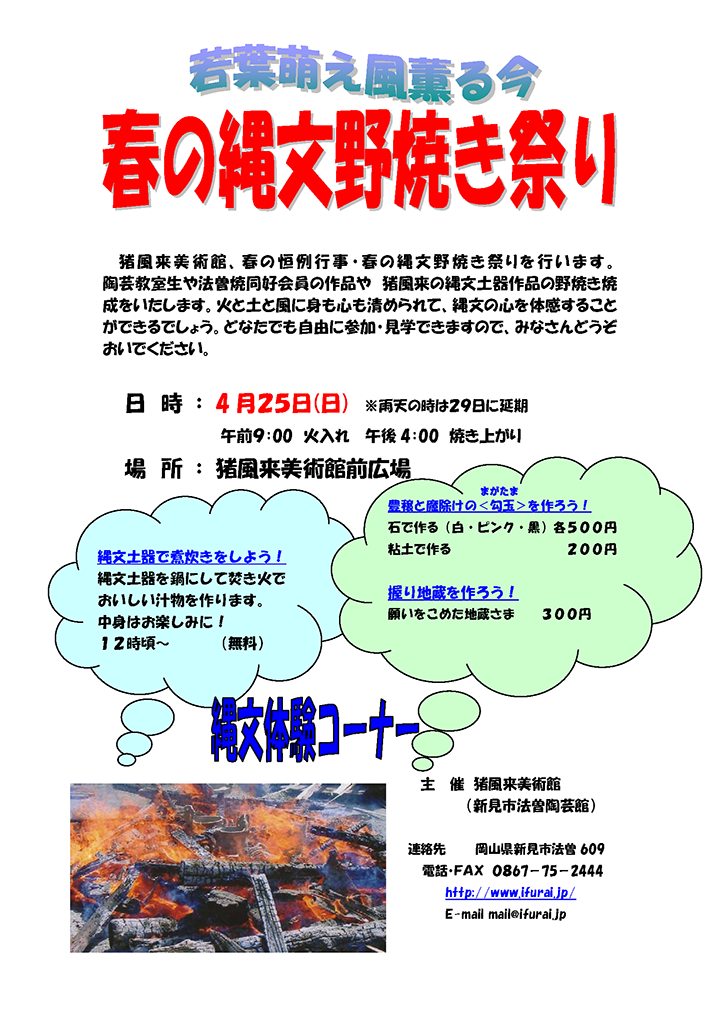 若葉萌え風薫る今
春の縄文野焼き祭り
猪風来美術館、春の恒例行事・春の縄文野焼き祭りを行います。
陶芸教室生や法曽焼同好会員の作品や　猪風来の縄文土器作品の野焼き焼
成をいたします。火と土と風に身も心も清められて、縄文の心を体感すること
ができるでしょう。どなたでも自由に参加・見学できますので、みなさんどうぞ
おいでください。
日　時　：　4月25日(日)　※雨天の時は29日に延期
午前9:00　火入れ　午後4:00　焼き上がり
場　所　：　猪風来美術館前広場
縄文土器で煮炊きをしよう！
縄文土器を鍋にして焚き火で
おいしい汁物を作ります。
中身はお楽しみに！
12時頃～　　　（無料）
まがたま
豊穣と魔除けの＜勾玉＞を作ろう！
石で作る（白・ピンク・黒）各500円
粘土で作る　　　　　　　200円
握り地蔵を作ろう！
願いをこめた地蔵さま　　300円
縄文体験コーナー
主　催　猪風来美術館
（新見市法曽陶芸館）
連絡先　　岡山県新見市法曽609
電話・FAX　0867－75－2444
http://www.ifurai.jp/
E-mail mail@ifurai.jp